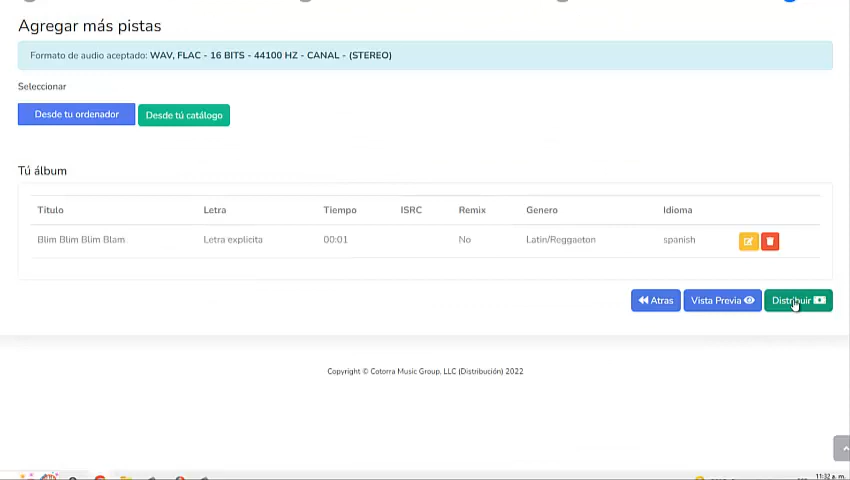 Agregar más pistas
Formato de audio aceptado: WAV, FLAC - 16 BITS - 44100 HZ - CANAL - (STEREO)
Seleccionar
Desde tu ordenador Desde tú catálogo
Tú álbum
Titulo Letra Tiempo ISRC Remix Genero Idioma
Blim Blim Blim Blam Letra explicita 00:01 No Latin/Reggaeton spanish
Atras Vista Previa Distribuir
Copyright © Cotorra Music Group, LLC (Distribución) 2022
11:32 a. m.